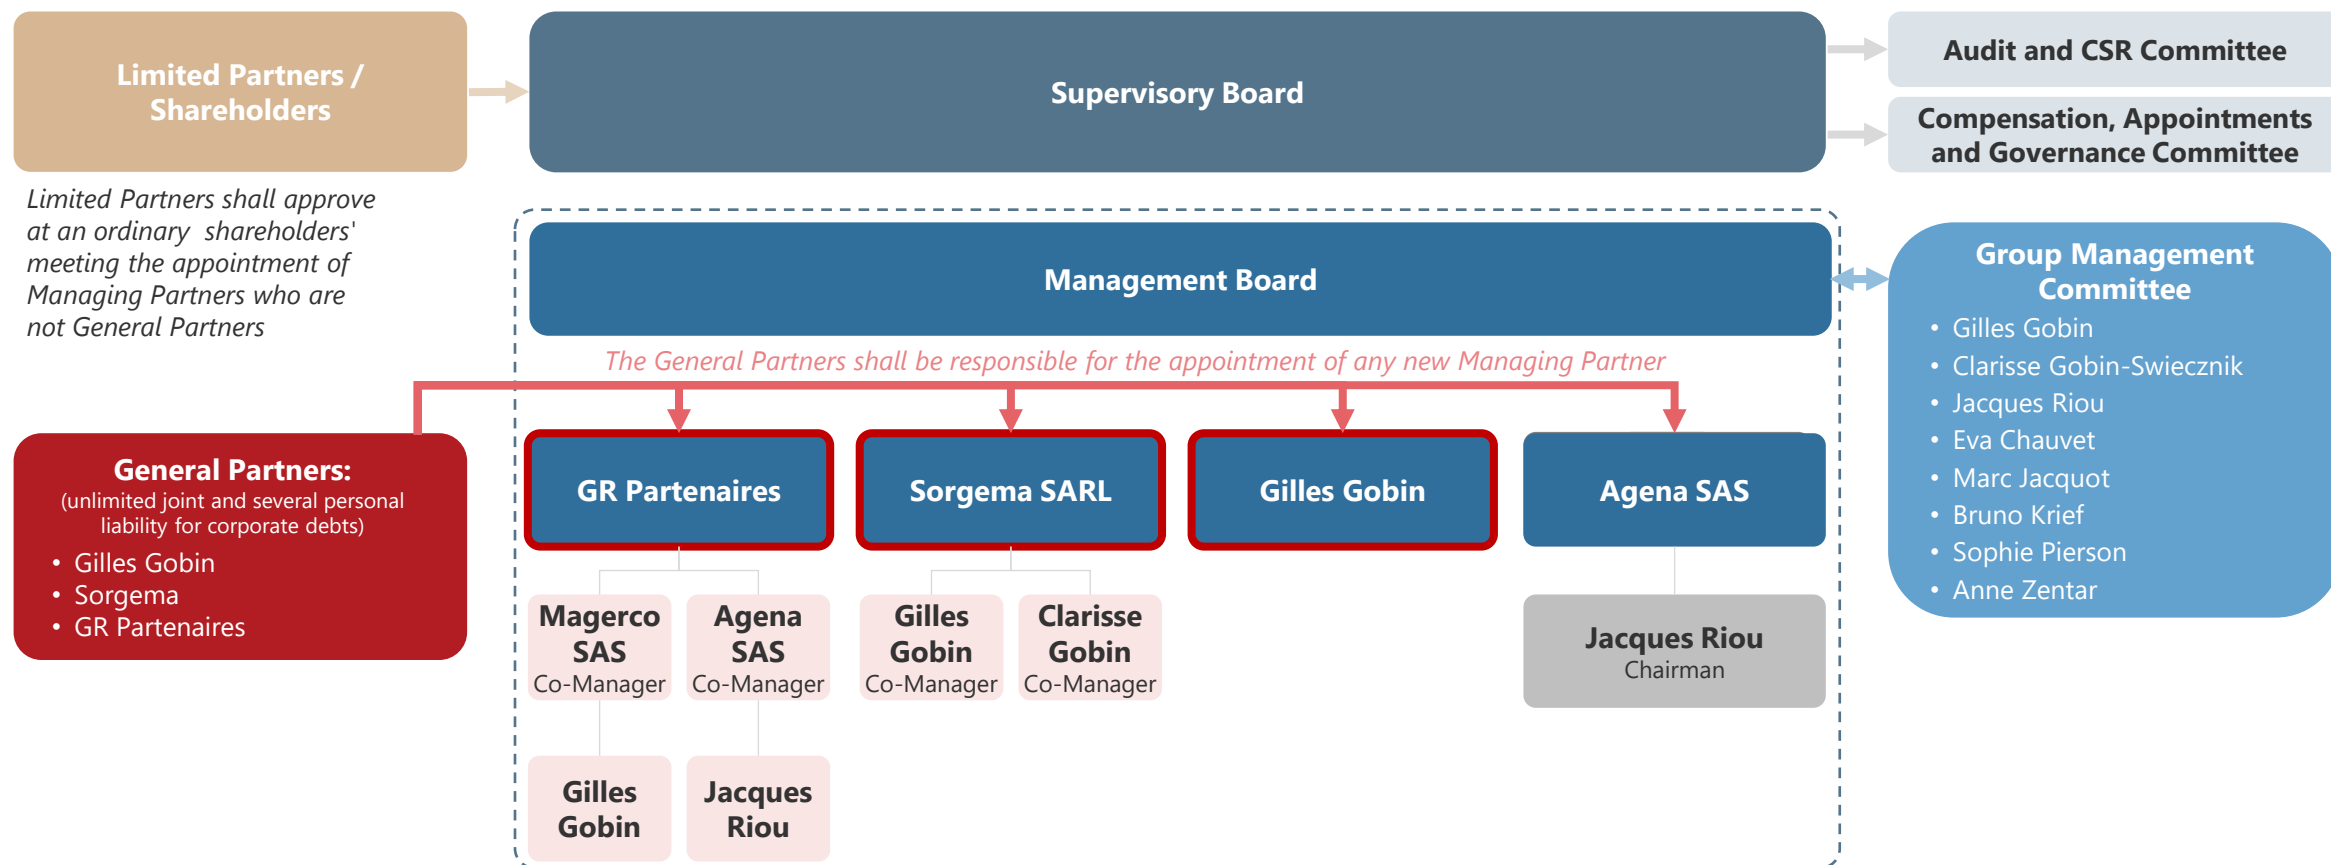 Limited Partners /
Shareholders
Supervisory Board
Audit and CSR Committee
Compensation, Appointments
and Governance Committee
Limited Partners shall approve
at an ordinary shareholders'
meeting the appointment of
Managing Partners who are
not General Partners
Management Board
Group Management
Committee
• Gilles Gobin
• Clarisse Gobin-Swiecznik
• Jacques Riou
• Eva Chauvet
• Marc Jacquot
• Bruno Krief
• Sophie Pierson
• Anne Zentar
The General Partners shall be responsible for the appointment of any new Managing Partner
General Partners:
(unlimited joint and several personal
liability for corporate debts)
• Gilles Gobin
• Sorgema
• GR Partenaires
GR Partenaires
Sorgema SARL
Gilles Gobin
Agena SAS
Magerco
SAS
Co-Manager
Agena
SAS
Co-Manager
Gilles
Gobin
Co-Manager
Clarisse
Gobin
Co-Manager
Jacques Riou
Chairman
Gilles
Gobin
Jacques
Riou